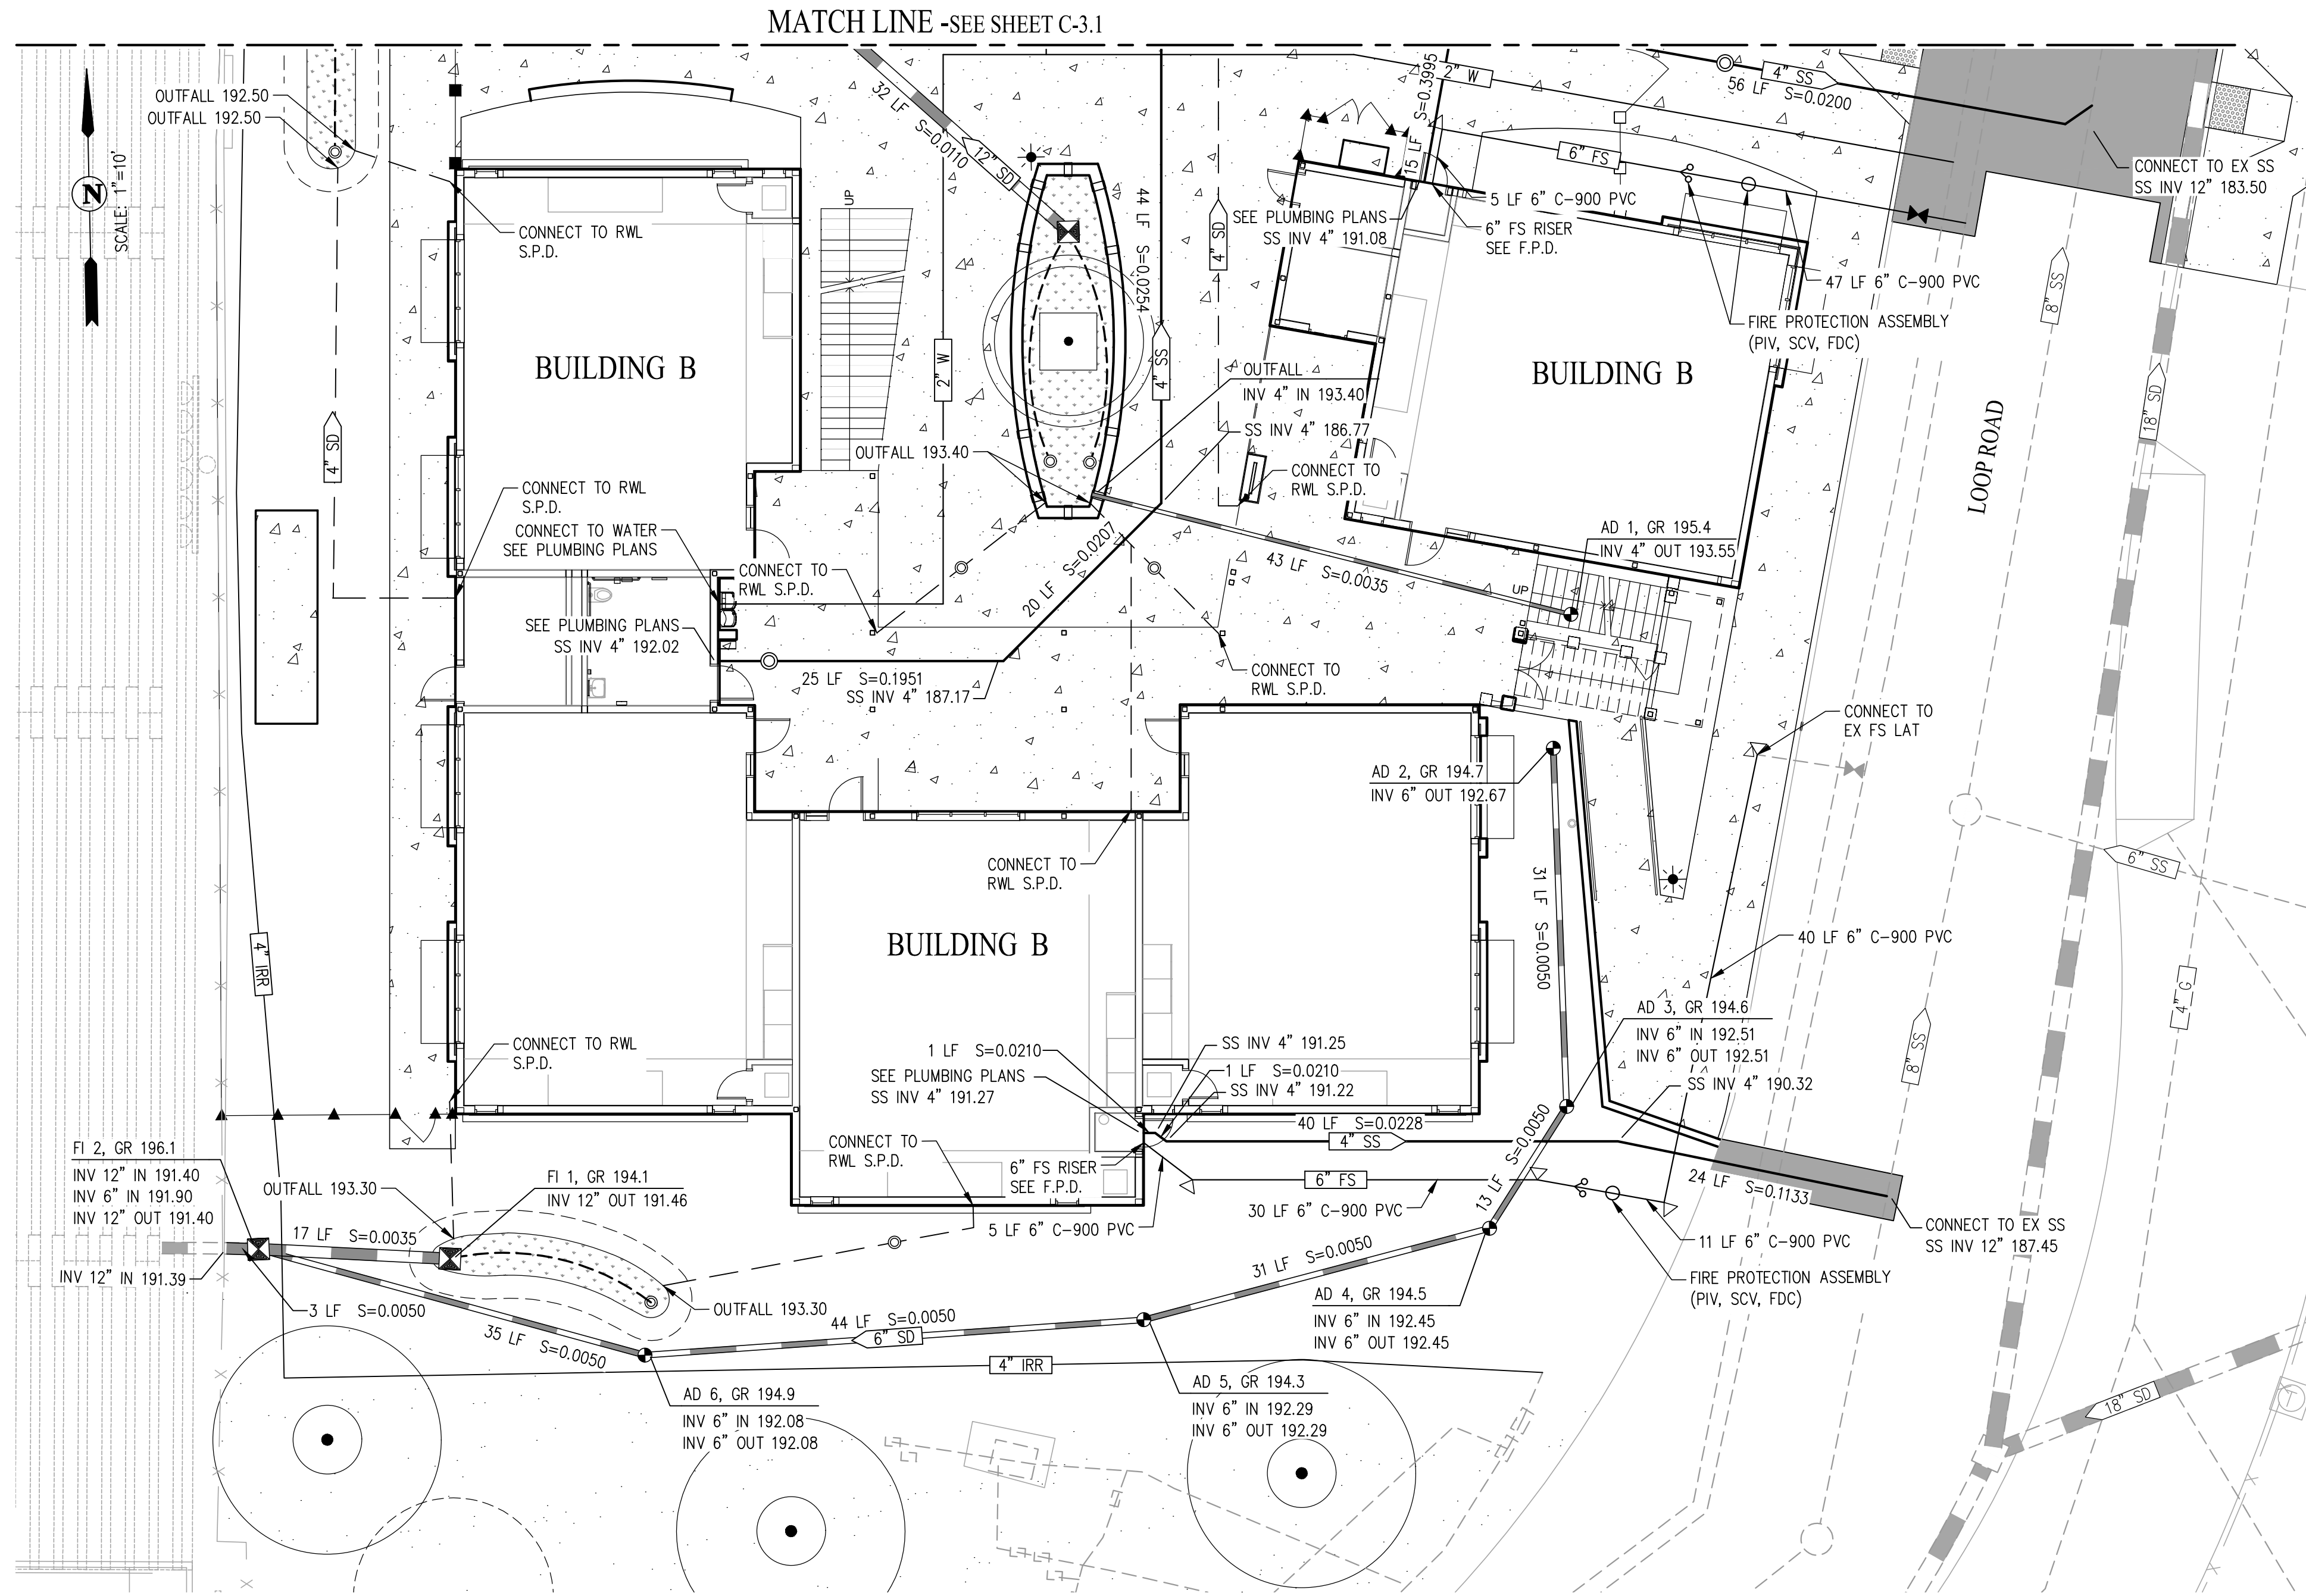 MATCH LINE -SEE SHEET C-3.1
N
SCALE: 1"=10'
OUTFALL 192.50
OUTFALL 192.50
CONNECT TO RWL
S.P.D.
BUILDING B
4" SD
UP
2" W
32 LF S=0.0110
12" SD
44 LF S=0.0254
4" SS
4" SD
2" W
15 LF S=0.3995
4" SS
56 LF S=0.0200
6" FS
CONNECT TO EX SS
SS INV 12" 183.50
5 LF 6" C-900 PVC
SEE PLUMBING PLANS
SS INV 4" 191.08
6" FS RISER
SEE F.P.D.
47 LF 6" C-900 PVC
FIRE PROTECTION ASSEMBLY
(PIV, SCV, FDC)
BUILDING B
8" SS
18" SD
LOOP ROAD
OUTFALL
INV 4" IN 193.40
SS INV 4" 186.77
OUTFALL 193.40
CONNECT TO
RWL S.P.D.
CONNECT TO RWL
S.P.D.
CONNECT TO WATER
SEE PLUMBING PLANS
CONNECT TO
RWL S.P.D.
20 LF S=0.0207
43 LF S=0.0035
AD 1, GR 195.4
INV 4" OUT 193.55
UP
SEE PLUMBING PLANS
SS INV 4" 192.02
25 LF S=0.1951
SS INV 4" 187.17
CONNECT TO
RWL S.P.D.
CONNECT TO
EX FS LAT
AD 2, GR 194.7
INV 6" OUT 192.67
CONNECT TO
RWL S.P.D.
6" SS
31 LF S=0.0050
BUILDING B
40 LF 6" C-900 PVC
4" IRR
4" G
8" SS
AD 3, GR 194.6
INV 6" IN 192.51
INV 6" OUT 192.51
SS INV 4" 190.32
CONNECT TO RWL
S.P.D.
1 LF S=0.0210
SEE PLUMBING PLANS
SS INV 4" 191.27
SS INV 4" 191.25
1 LF S=0.0210
SS INV 4" 191.22
40 LF S=0.0228
4" SS
13 LF S=0.0050
24 LF S=0.1133
FI 2, GR 196.1
INV 12" IN 191.40
INV 6" IN 191.90
INV 12" OUT 191.40
OUTFALL 193.30
FI 1, GR 194.1
INV 12" OUT 191.46
CONNECT TO
RWL S.P.D.
6" FS RISER
SEE F.P.D.
6" FS
30 LF 6" C-900 PVC
5 LF 6" C-900 PVC
CONNECT TO EX SS
SS INV 12" 187.45
11 LF 6" C-900 PVC
17 LF S=0.0035
INV 12" IN 191.39
3 LF S=0.0050
OUTFALL 193.30
31 LF S=0.0050
FIRE PROTECTION ASSEMBLY
(PIV, SCV, FDC)
35 LF S=0.0050
44 LF S=0.0050
6" SD
AD 4, GR 194.5
INV 6" IN 192.45
INV 6" OUT 192.45
4" IRR
AD 6, GR 194.9
INV 6" IN 192.08
INV 6" OUT 192.08
AD 5, GR 194.3
INV 6" IN 192.29
INV 6" OUT 192.29
18" SD